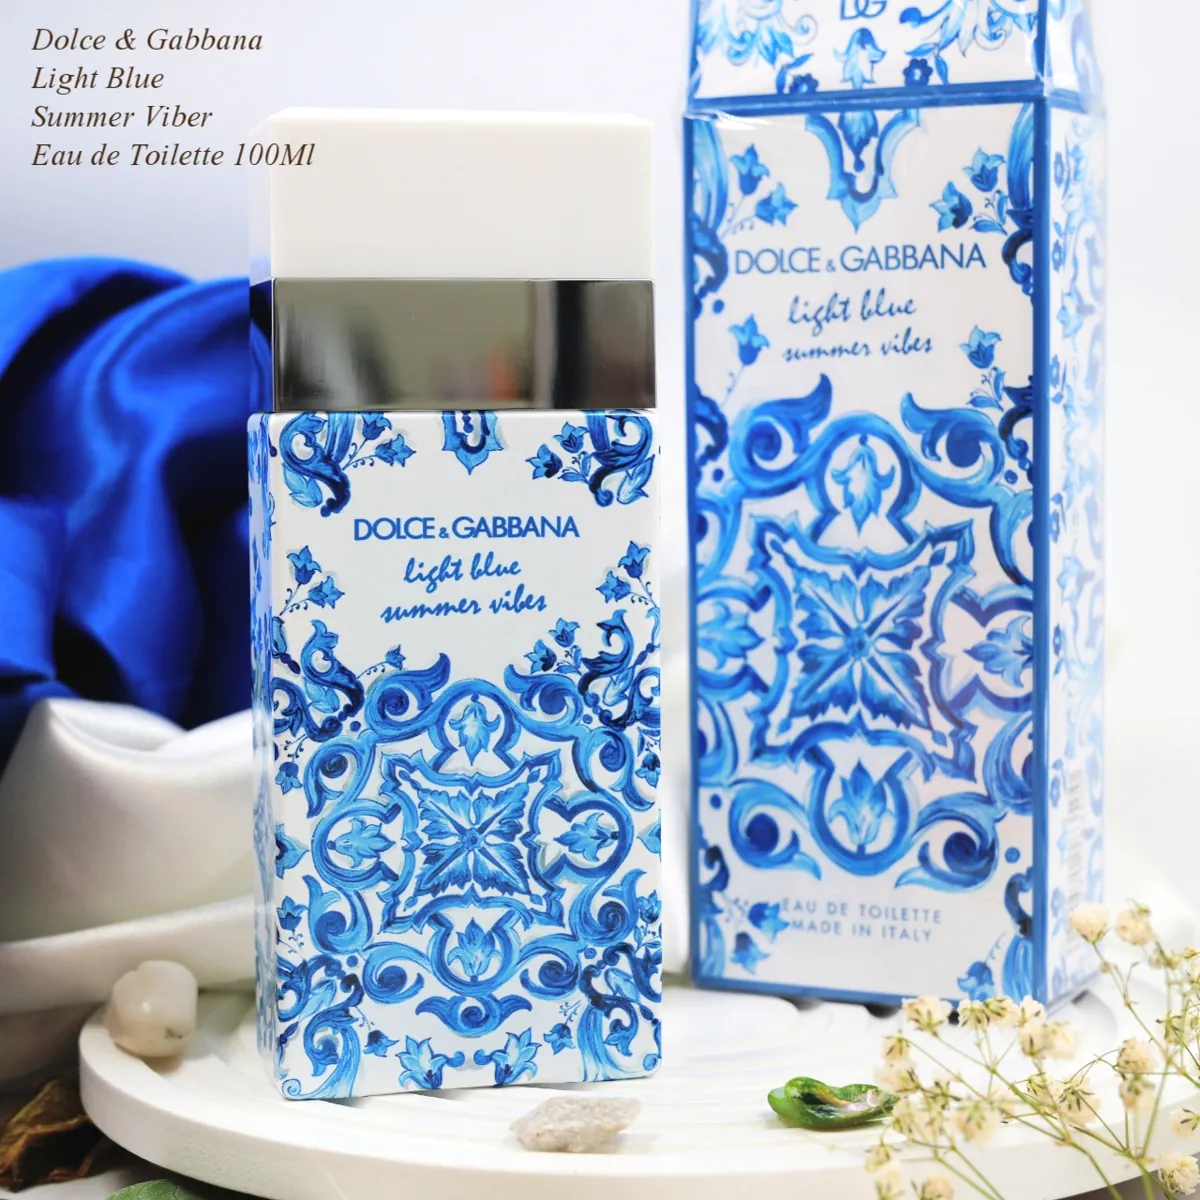 Dolce & Gabbana
Light Blue
Summer Viber
Eau de Toilette 100Ml
DG
DOLCE & GABBANA
light blue
summer vibes
EAU DE TOILETTE
MADE IN ITALY
DOLCE & GABBANA
light blue
summer vibes